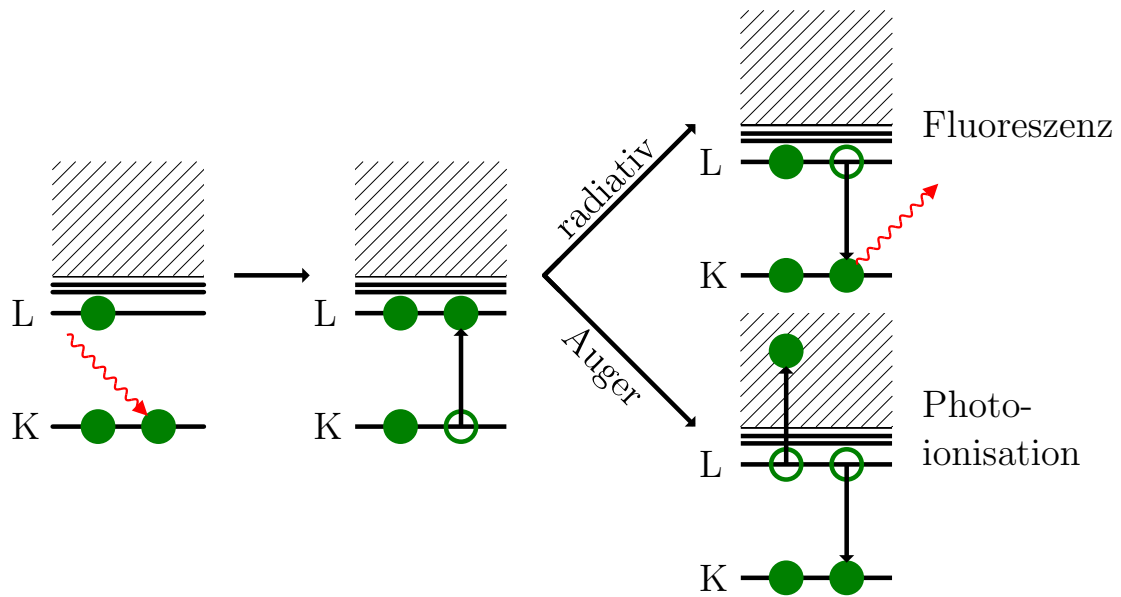 L
K
L
K
radiativ
Auger
L
K
Fluoreszenz
L
K
Photo-
ionisation